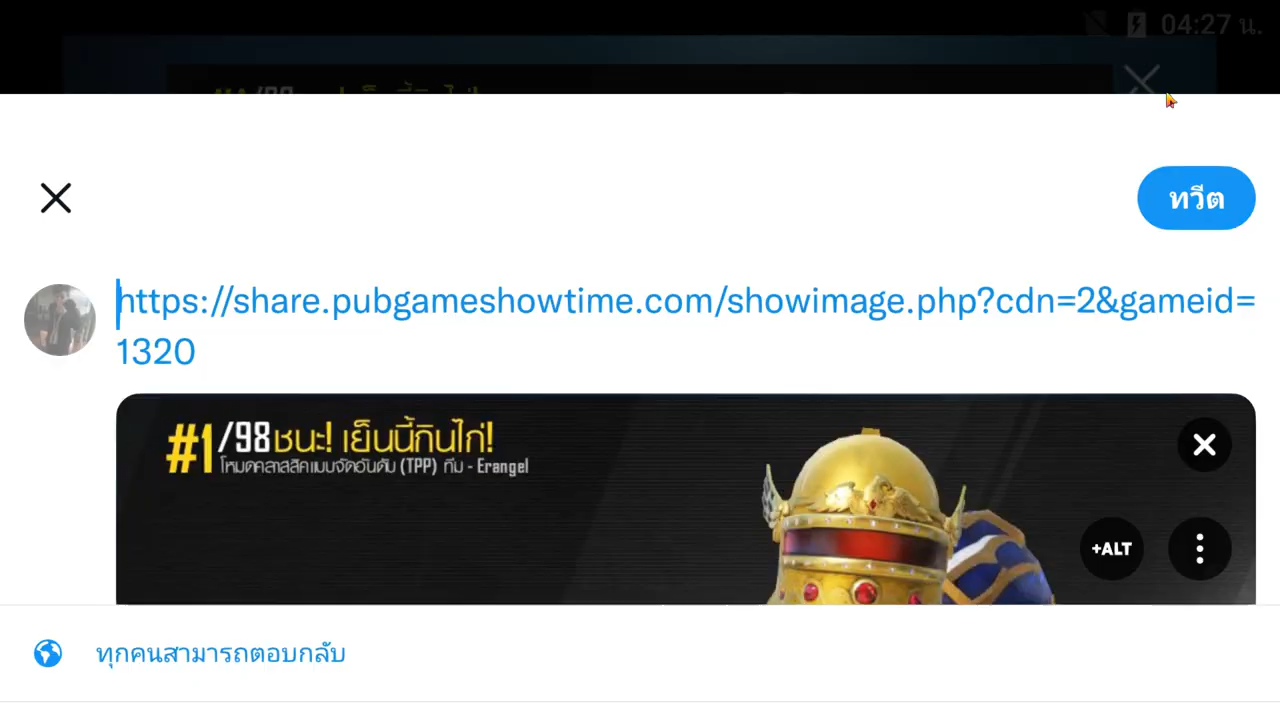 04:27 น.
ทวีต
https://share.pubgameshowtime.com/showimage.php?cdn=2&gameid=
1320
#1/98 ชนะ! เย็นนี้กินไก่!
โหมดคลาสสิคแบบจัดอันดับ (TPP) ทีม - Erangel
+ALT
ทุกคนสามารถตอบกลับ